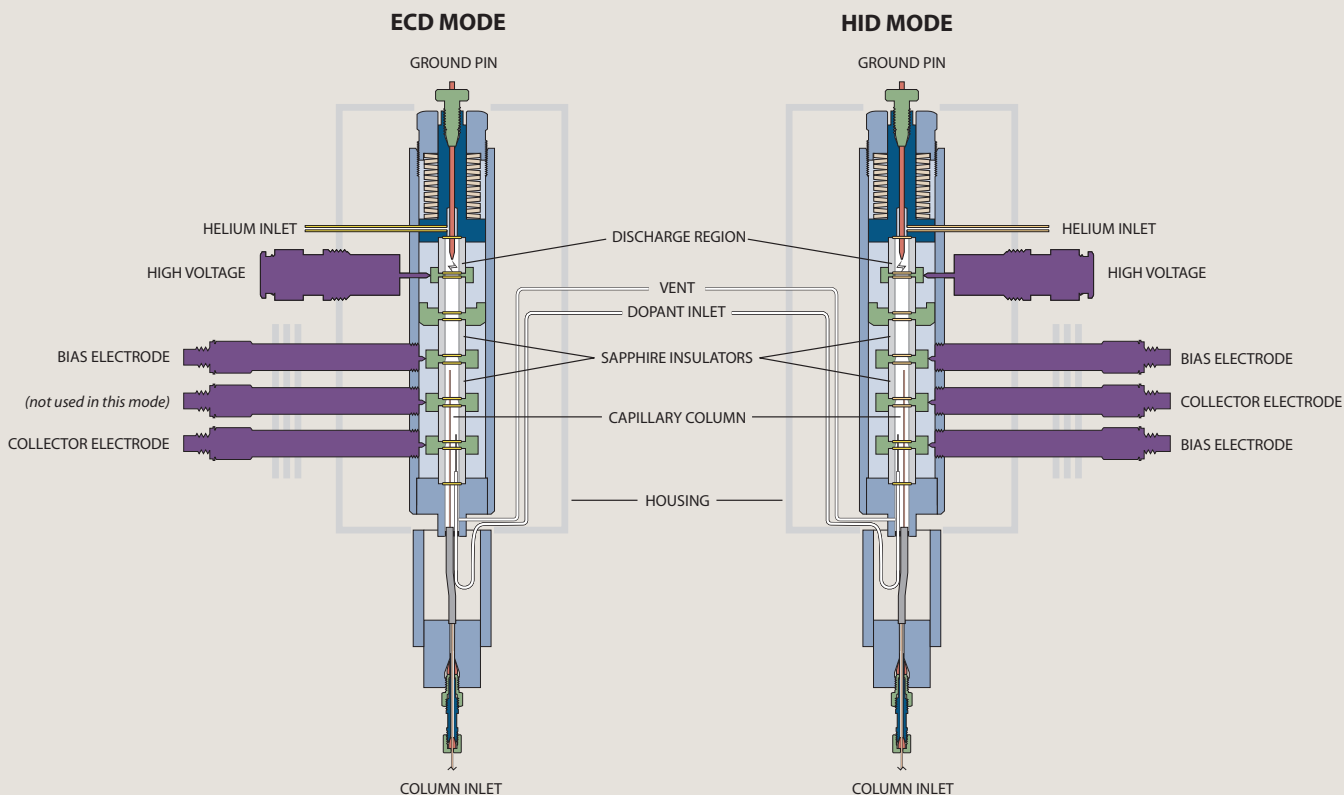 ECD MODE
HID MODE
GROUND PIN
GROUND PIN
HELIUM INLET
DISCHARGE REGION
HELIUM INLET
HIGH VOLTAGE
VENT
HIGH VOLTAGE
DOPANT INLET
BIAS ELECTRODE
SAPPHIRE INSULATORS
BIAS ELECTRODE
(not used in this mode)
CAPILLARY COLUMN
COLLECTOR ELECTRODE
COLLECTOR ELECTRODE
BIAS ELECTRODE
HOUSING
COLUMN INLET
COLUMN INLET